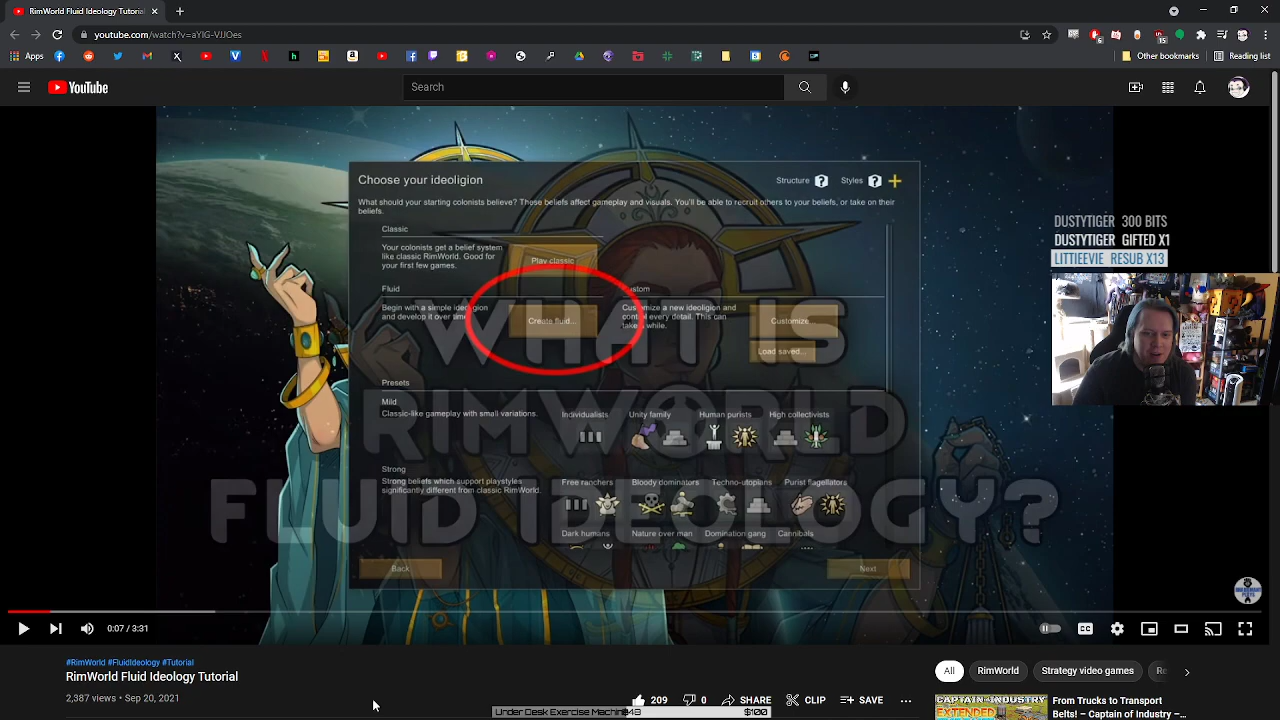 RimWorld Fluid Ideology Tutorial
youtube.com/watch?v=aYlG-VJJOes
Apps
Other bookmarks
Reading list
YouTube
Search
Choose your ideoligion
Structure
Styles
What should your starting colonists believe? Those beliefs affect gameplay and visuals. You'll be able to recruit others to your beliefs, or take on their
beliefs.
Classic
Your colonists get a belief system
like classic RimWorld. Good for
your first few games.
Play classic
Fluid
Begin with a simple ideoligion
and develop it over time.
Create fluid...
Custom
Customize a new ideoligion and
control every detail. This can
take a while.
Customize...
Load saved...
WHAT IS
RIMWORLD
FLUID IDEOLOGY?
Presets
Mild
Classic-like gameplay with small variations.
Individualists
Unity family
Human purists
High collectivists
Strong
Strong beliefs which support playstyles
significantly different from classic RimWorld.
Free ranchers
Bloody dominators
Techno-utopians
Purist flagellators
Dark humans
Nature over man
Domination gang
Cannibals
Back
Next
DUSTYTIGER 300 BITS
DUSTYTIGER GIFTED X1
LITTIEEVIE RESUB X13
0:07 / 3:31
CC
#RimWorld #FluidIdeology #Tutorial
RimWorld Fluid Ideology Tutorial
2,387 views • Sep 20, 2021
209
0
SHARE
CLIP
SAVE
Under Desk Exercise Machine
$100
All
RimWorld
Strategy video games
Re
EXTENDED
From Trucks to Transport
Belts! – Captain of Industry –